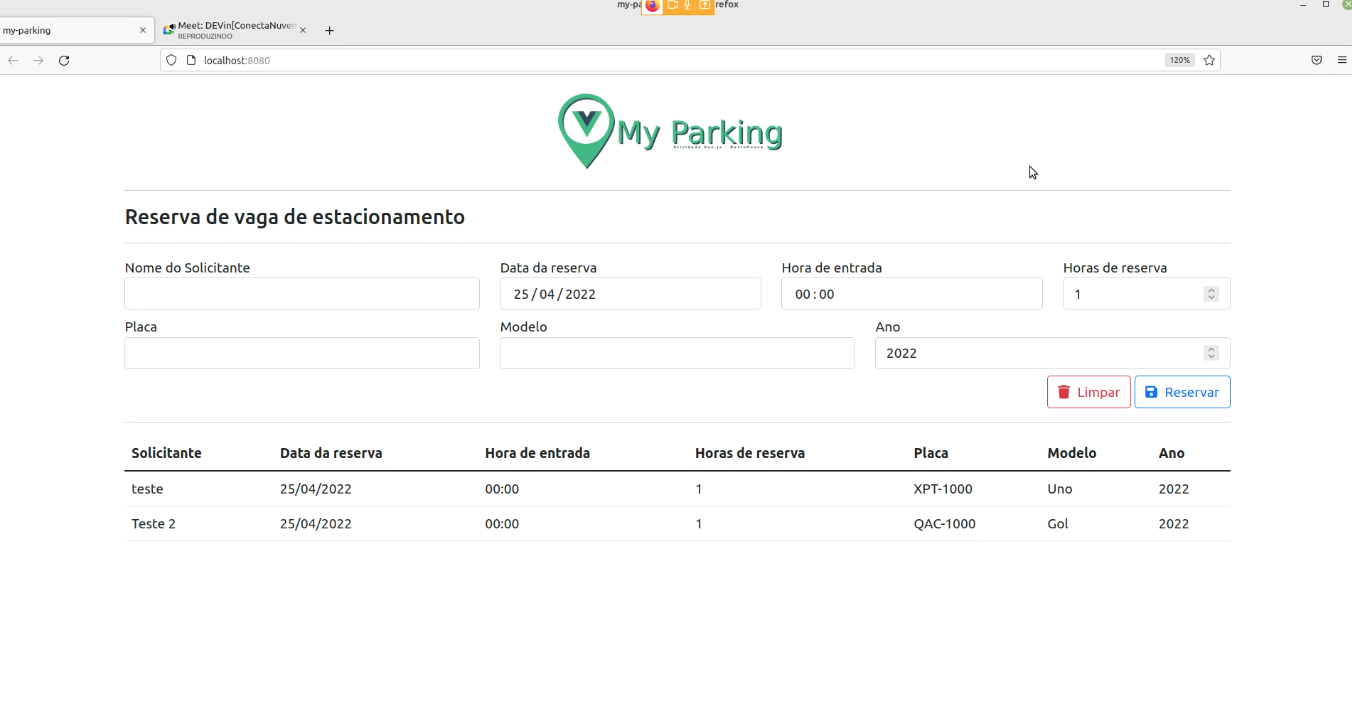 my-pa refox
my-parking
Meet: DEVin[ConectaNuven
REPRODUZINDO
localhost:8080
120%
My Parking
Reserva de vaga de estacionamento
Nome do Solicitante Data da reserva Hora de entrada Horas de reserva
25/04/2022 00:00 1
Placa Modelo Ano
2022
Limpar Reservar
Solicitante Data da reserva Hora de entrada Horas de reserva Placa Modelo Ano
teste 25/04/2022 00:00 1 XPT-1000 Uno 2022
Teste 2 25/04/2022 00:00 1 QAC-1000 Gol 2022